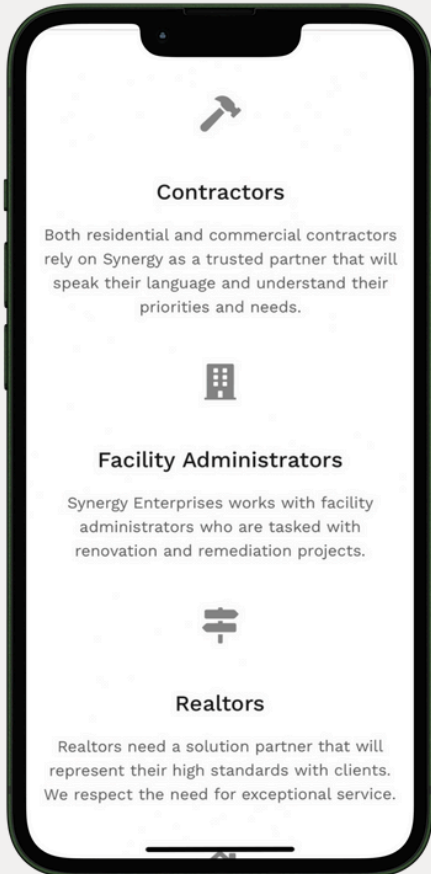 Contractors
Both residential and commercial contractors
rely on Synergy as a trusted partner that will
speak their language and understand their
priorities and needs.
Facility Administrators
Synergy Enterprises works with facility
administrators who are tasked with
renovation and remediation projects.
Realtors
Realtors need a solution partner that will
represent their high standards with clients.
We respect the need for exceptional service.